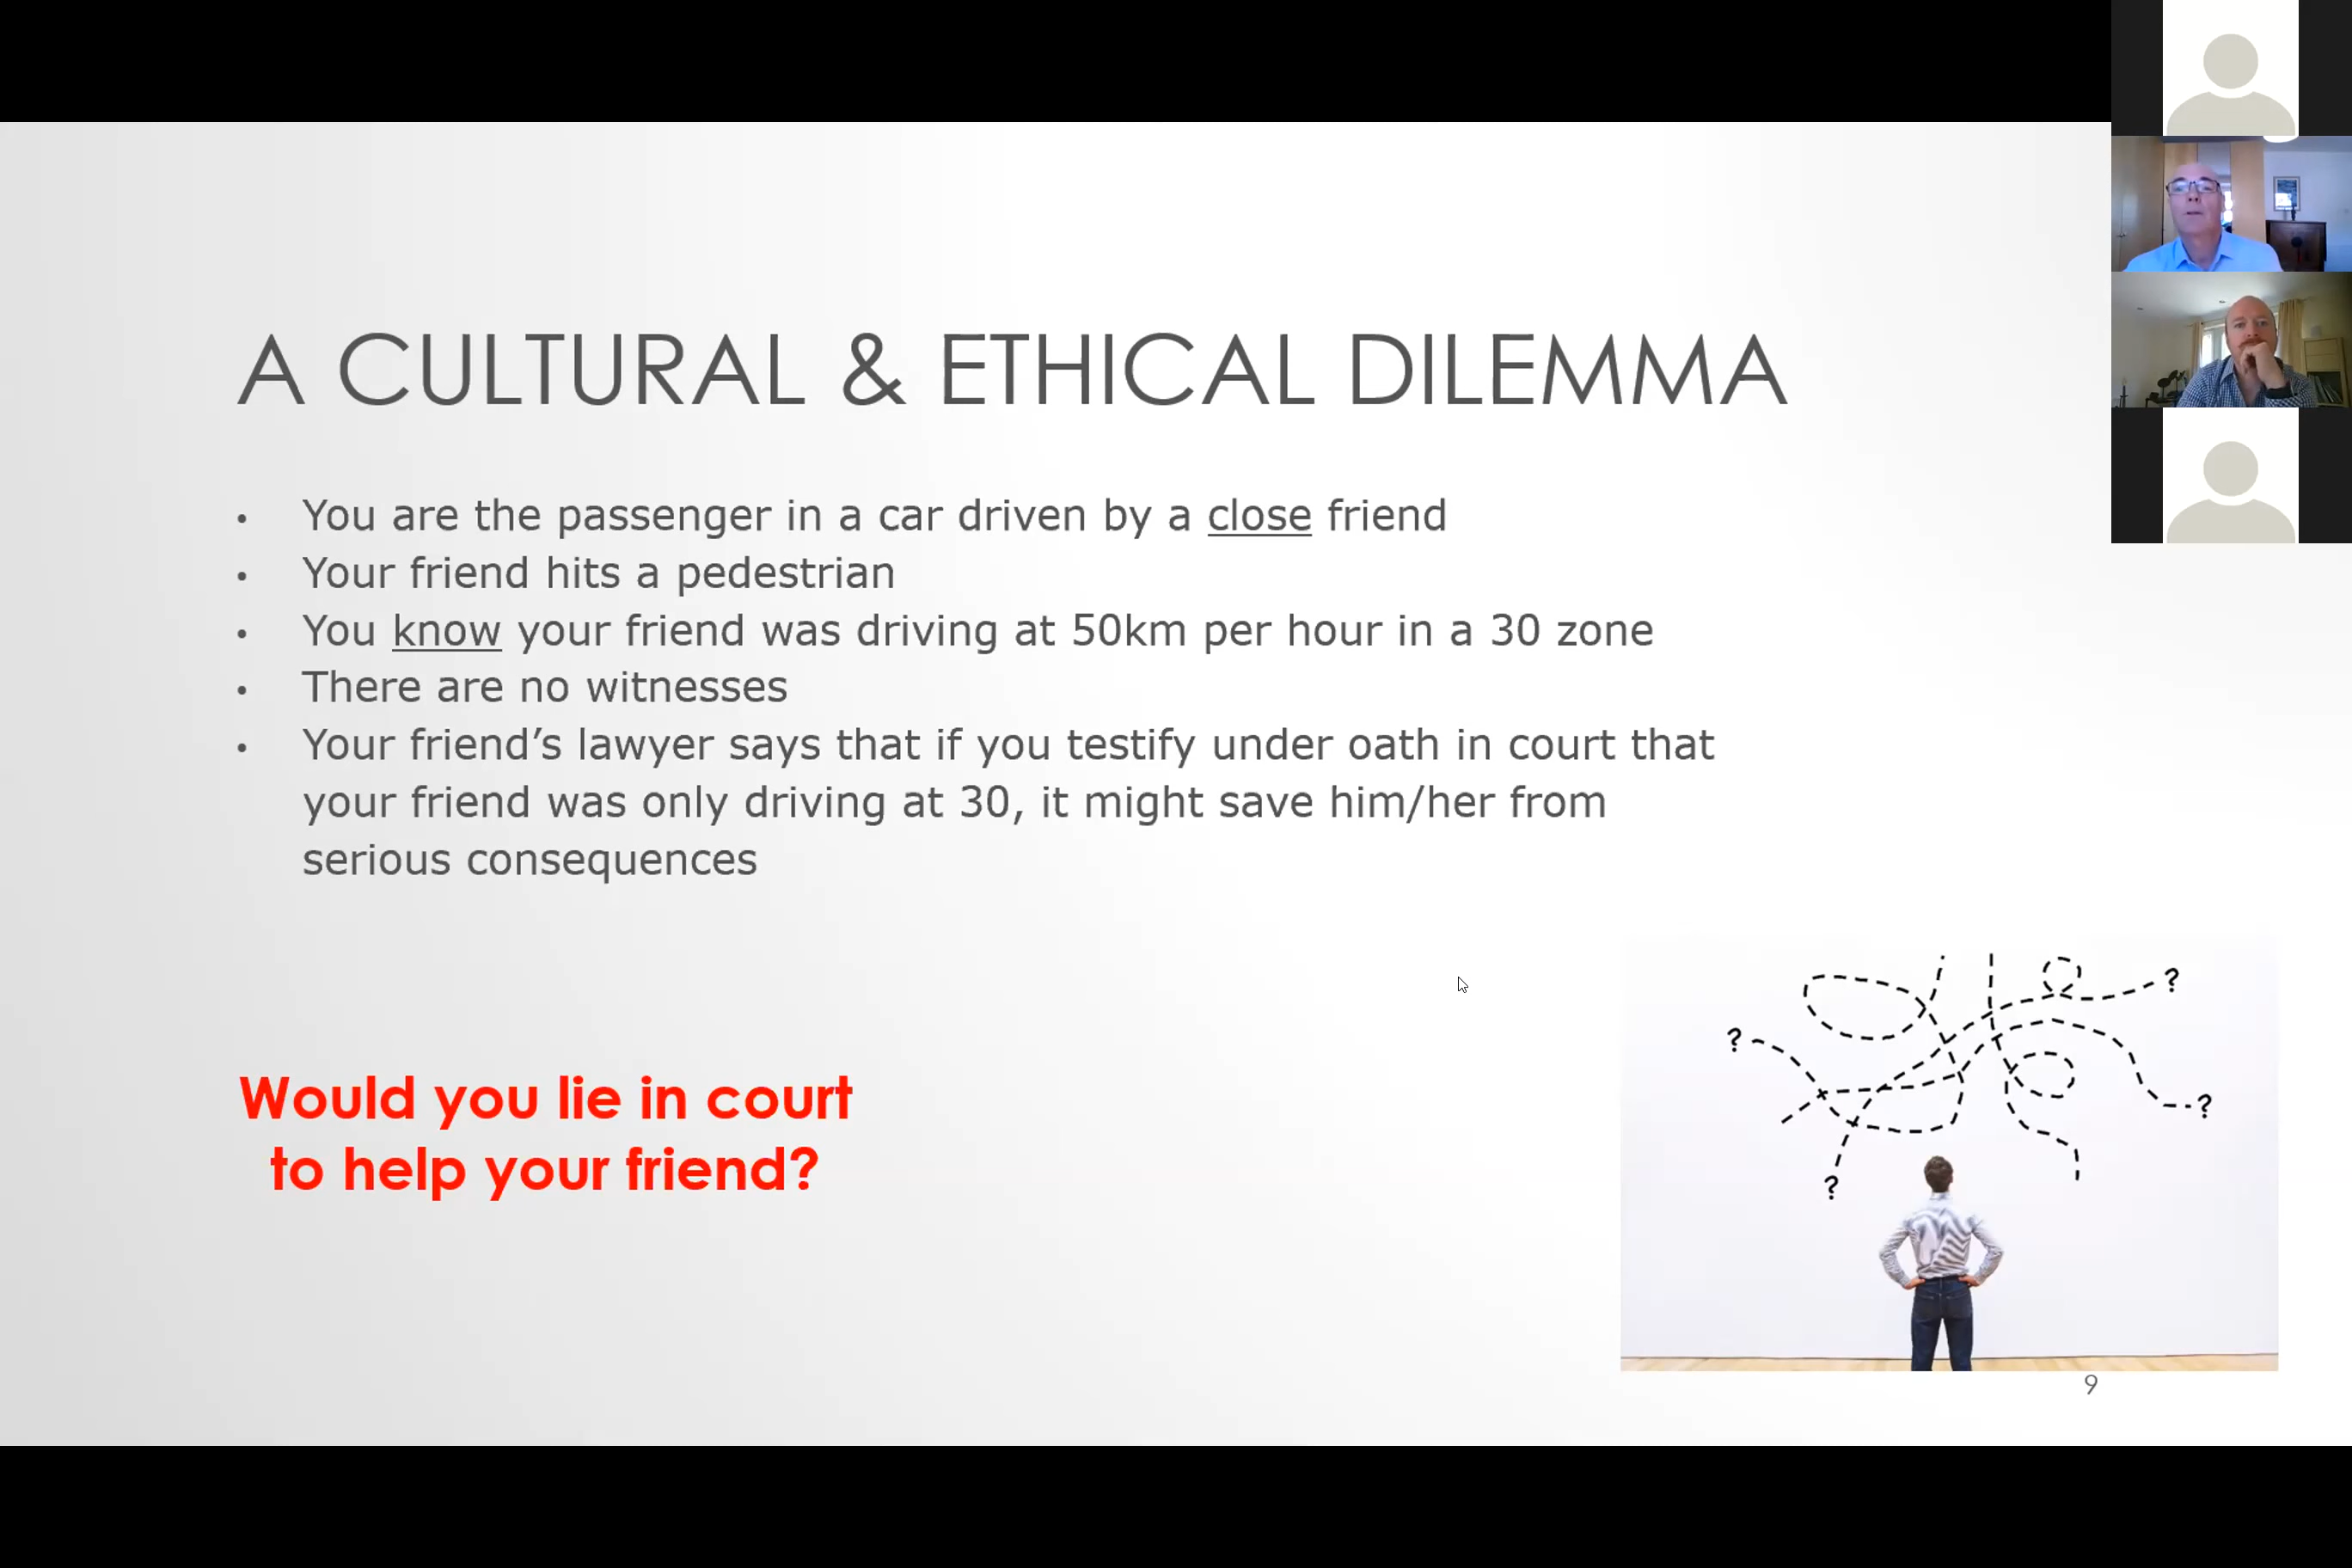 A CULTURAL & ETHICAL DILEMMA
• You are the passenger in a car driven by a close friend
• Your friend hits a pedestrian
• You know your friend was driving at 50km per hour in a 30 zone
• There are no witnesses
• Your friend’s lawyer says that if you testify under oath in court that
your friend was only driving at 30, it might save him/her from
serious consequences
?
?
?
?
Would you lie in court
to help your friend?
9